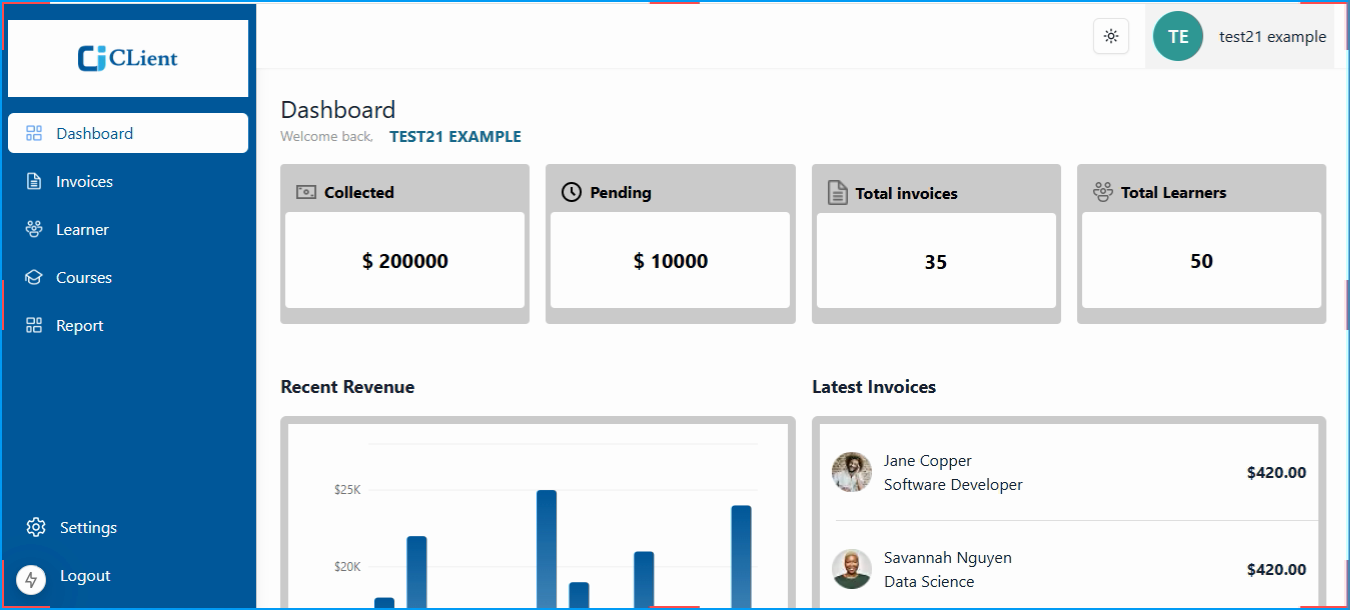 CLient
Dashboard
Invoices
Learner
Courses
Report
Settings
Logout
TE
test21 example
Dashboard
Welcome back, TEST21 EXAMPLE
Collected
$ 200000
Pending
$ 10000
Total invoices
35
Total Learners
50
Recent Revenue
$25K
$20K
Latest Invoices
Jane Copper
Software Developer
$420.00
Savannah Nguyen
Data Science
$420.00